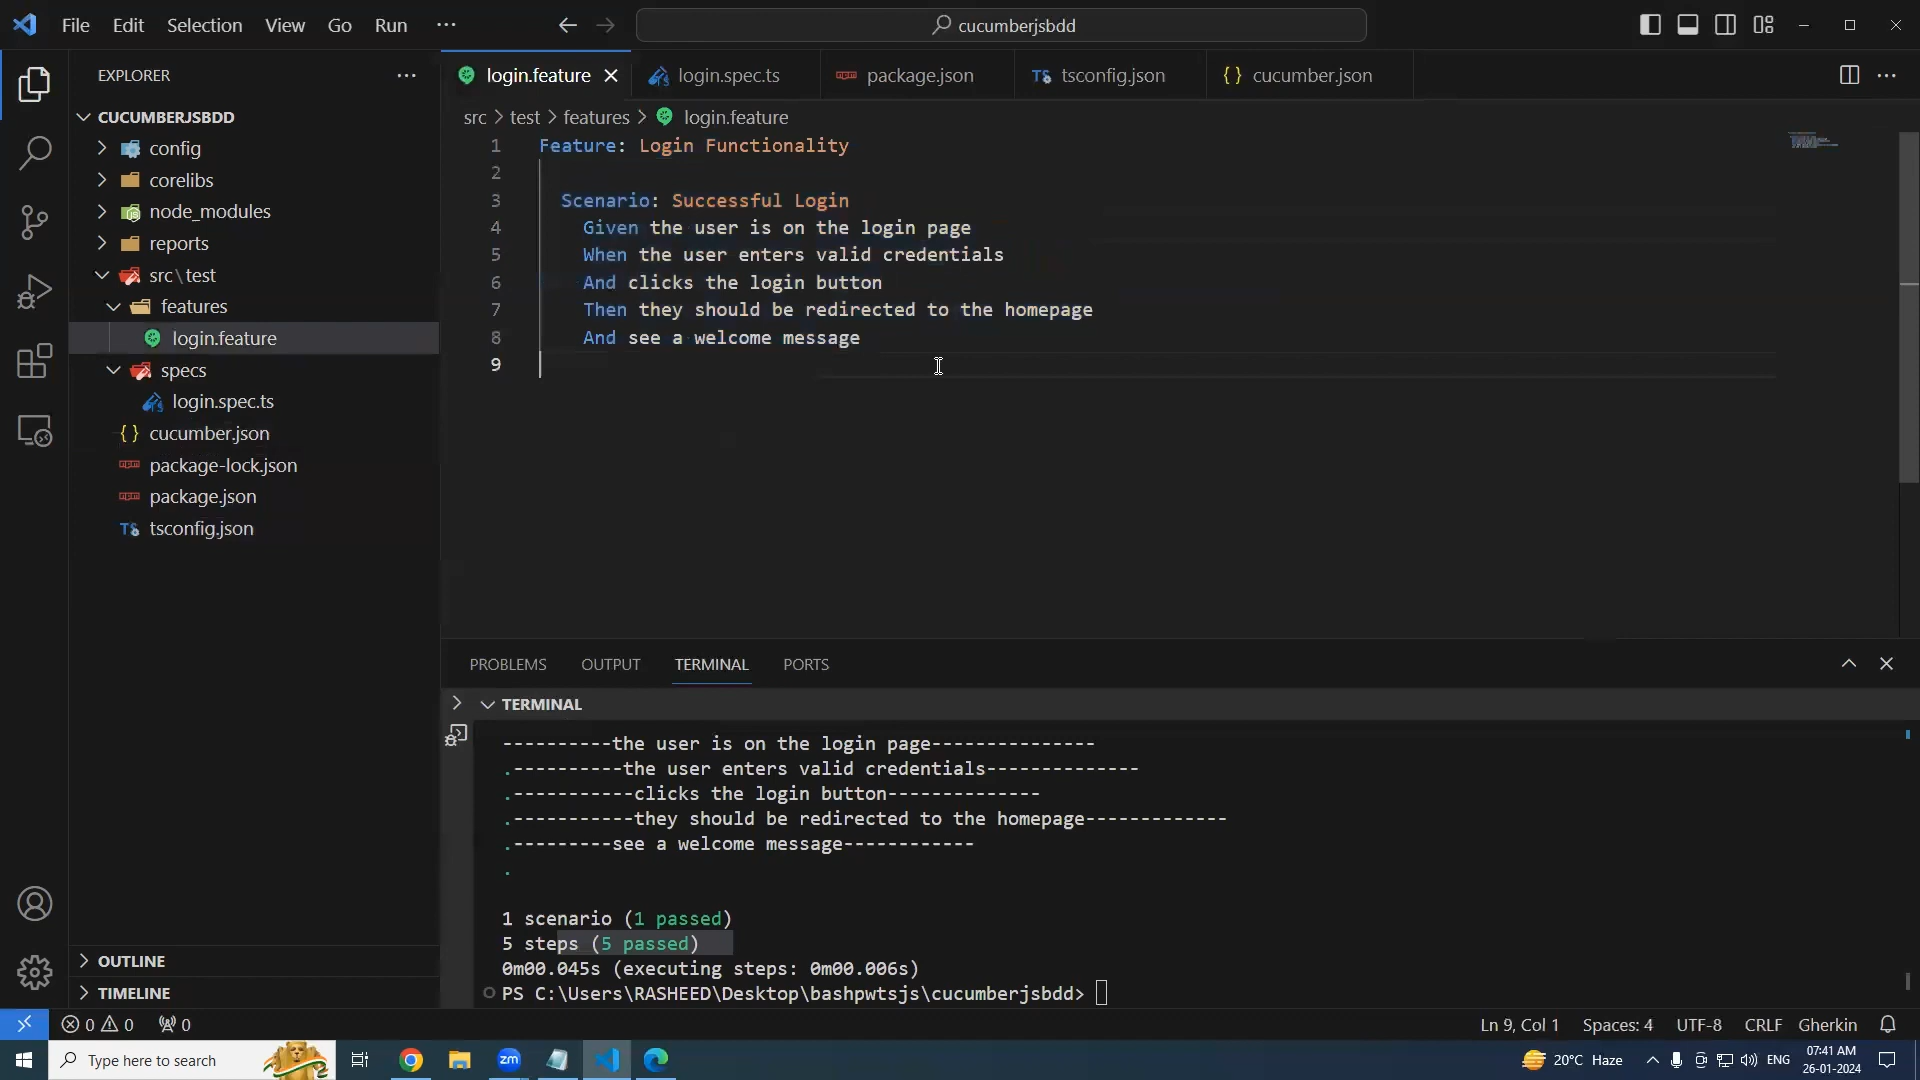 File Edit Selection View Go Run ···
cucumberjsbdd
EXPLORER ···
CUCUMBERJSBDD
config
corelibs
node_modules
reports
src\test
features
login.feature
specs
login.spec.ts
cucumber.json
package-lock.json
package.json
tsconfig.json
OUTLINE
TIMELINE
login.feature login.spec.ts package.json TS tsconfig.json {} cucumber.json ···
src > test > features > login.feature
1 Feature: Login Functionality
2
3 Scenario: Successful Login
4 Given the user is on the login page
5 When the user enters valid credentials
6 And clicks the login button
7 Then they should be redirected to the homepage
8 And see a welcome message
9
PROBLEMS OUTPUT TERMINAL PORTS
TERMINAL
----------the user is on the login page---------------
.----------the user enters valid credentials--------------
.-----------clicks the login button--------------
.-----------they should be redirected to the homepage-------------
.---------see a welcome message------------
.
1 scenario (1 passed)
5 steps (5 passed)
0m00.045s (executing steps: 0m00.006s)
PS C:\Users\RASHEED\Desktop\bashpwtsjs\cucumberjsbdd>
0 0 0 Ln 9, Col 1 Spaces: 4 UTF-8 CRLF Gherkin
Type here to search zm 20°C Haze ENG 07:41 AM
26-01-2024